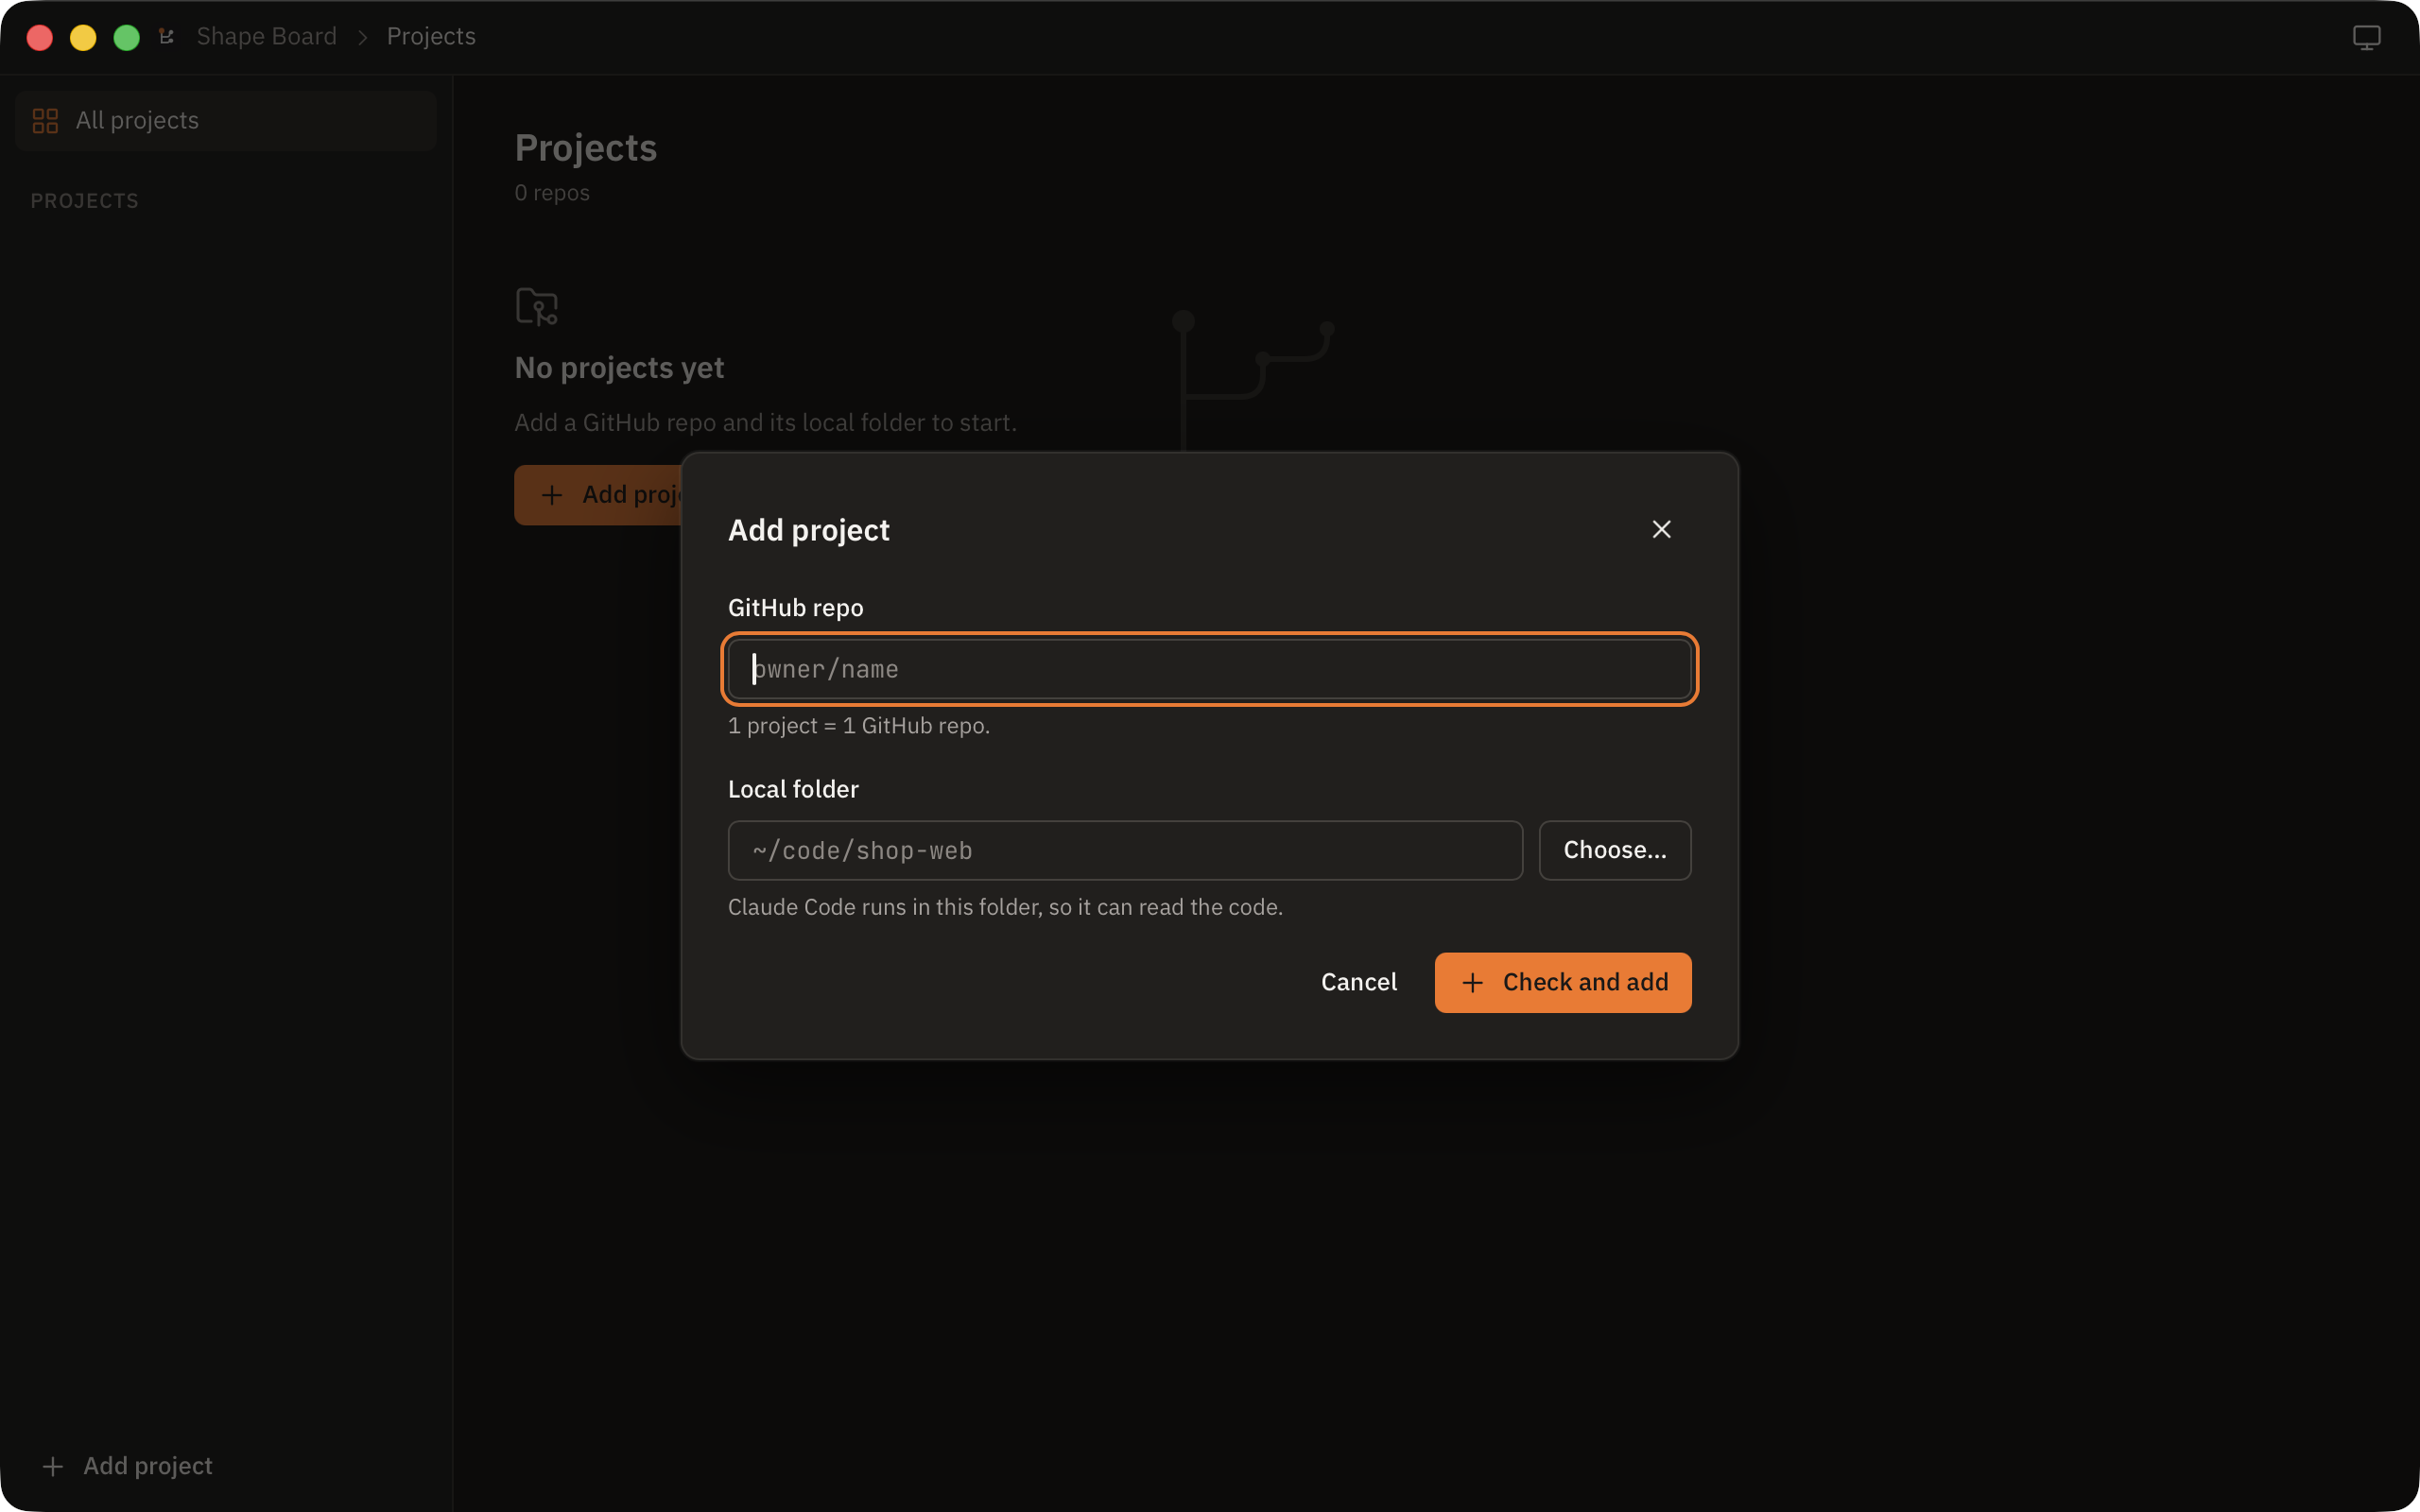 Shape Board > Projects
All projects
PROJECTS
Projects
0 repos
No projects yet
Add a GitHub repo and its local folder to start.
+ Add proj
Add project
GitHub repo
owner/name
1 project = 1 GitHub repo.
Local folder
~/code/shop-web
Choose...
Claude Code runs in this folder, so it can read the code.
Cancel
+ Check and add
+ Add project